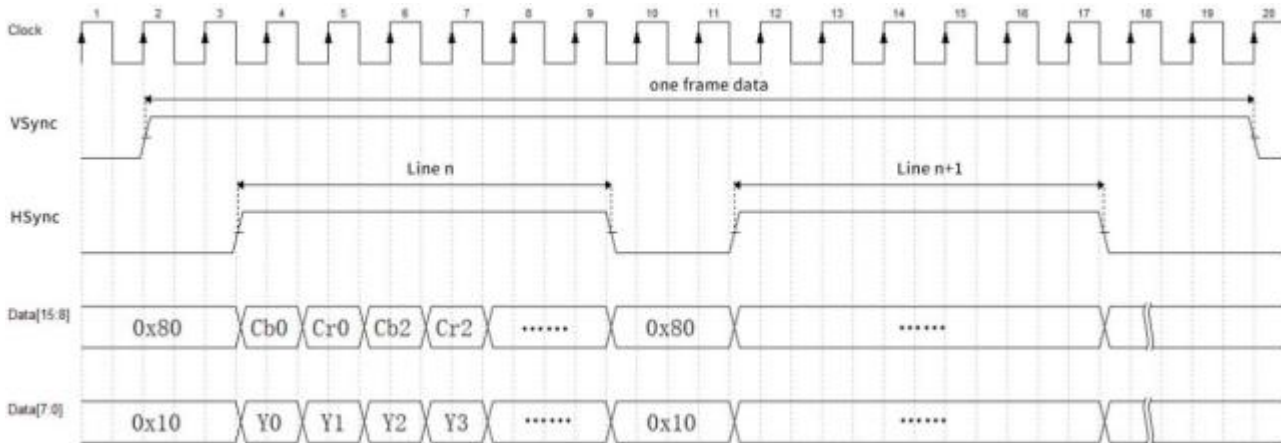 1 2 3 4 5 6 7 8 9 10 11 12 13 14 15 16 17 18 19 20
Clock
one frame data
VSync
Line n Line n+1
HSync
Data[15:8] 0x80 Cb0 Cr0 Cb2 Cr2 ······ 0x80 ······
Data[7:0] 0x10 Y0 Y1 Y2 Y3 ······ 0x10 ······